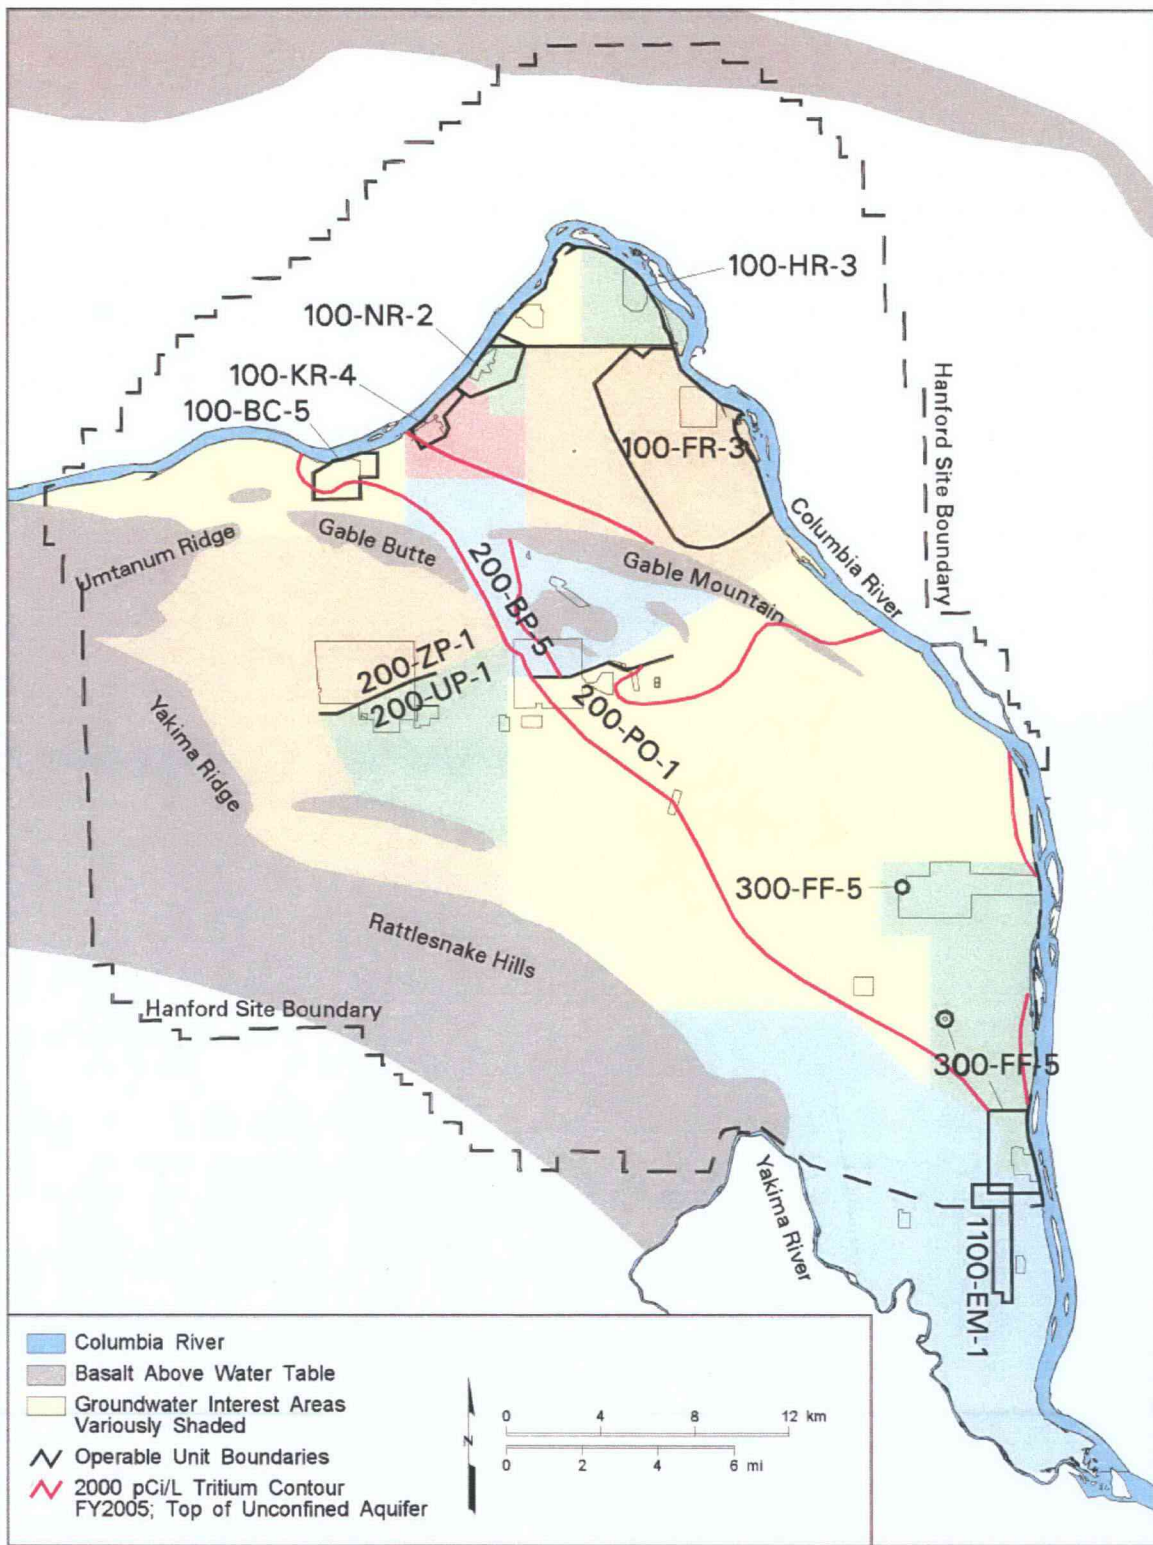 100-HR-3
100-NR-2
100-KR-4
100-BC-5
100-FR-3
Hanford Site Boundary
Columbia River
Umtanum Ridge
Gable Butte
Gable Mountain
200-BP-5
200-ZP-1
200-UP-1
200-PO-1
Yakima Ridge
300-FF-5
Rattlesnake Hills
Hanford Site Boundary
300-FF-5
Yakima River
1100-EM-1
Columbia River
Basalt Above Water Table
Groundwater Interest Areas
Variously Shaded
Operable Unit Boundaries
2000 pCi/L Tritium Contour
FY2005; Top of Unconfined Aquifer
N
0 4 8 12 km
0 2 4 6 mi